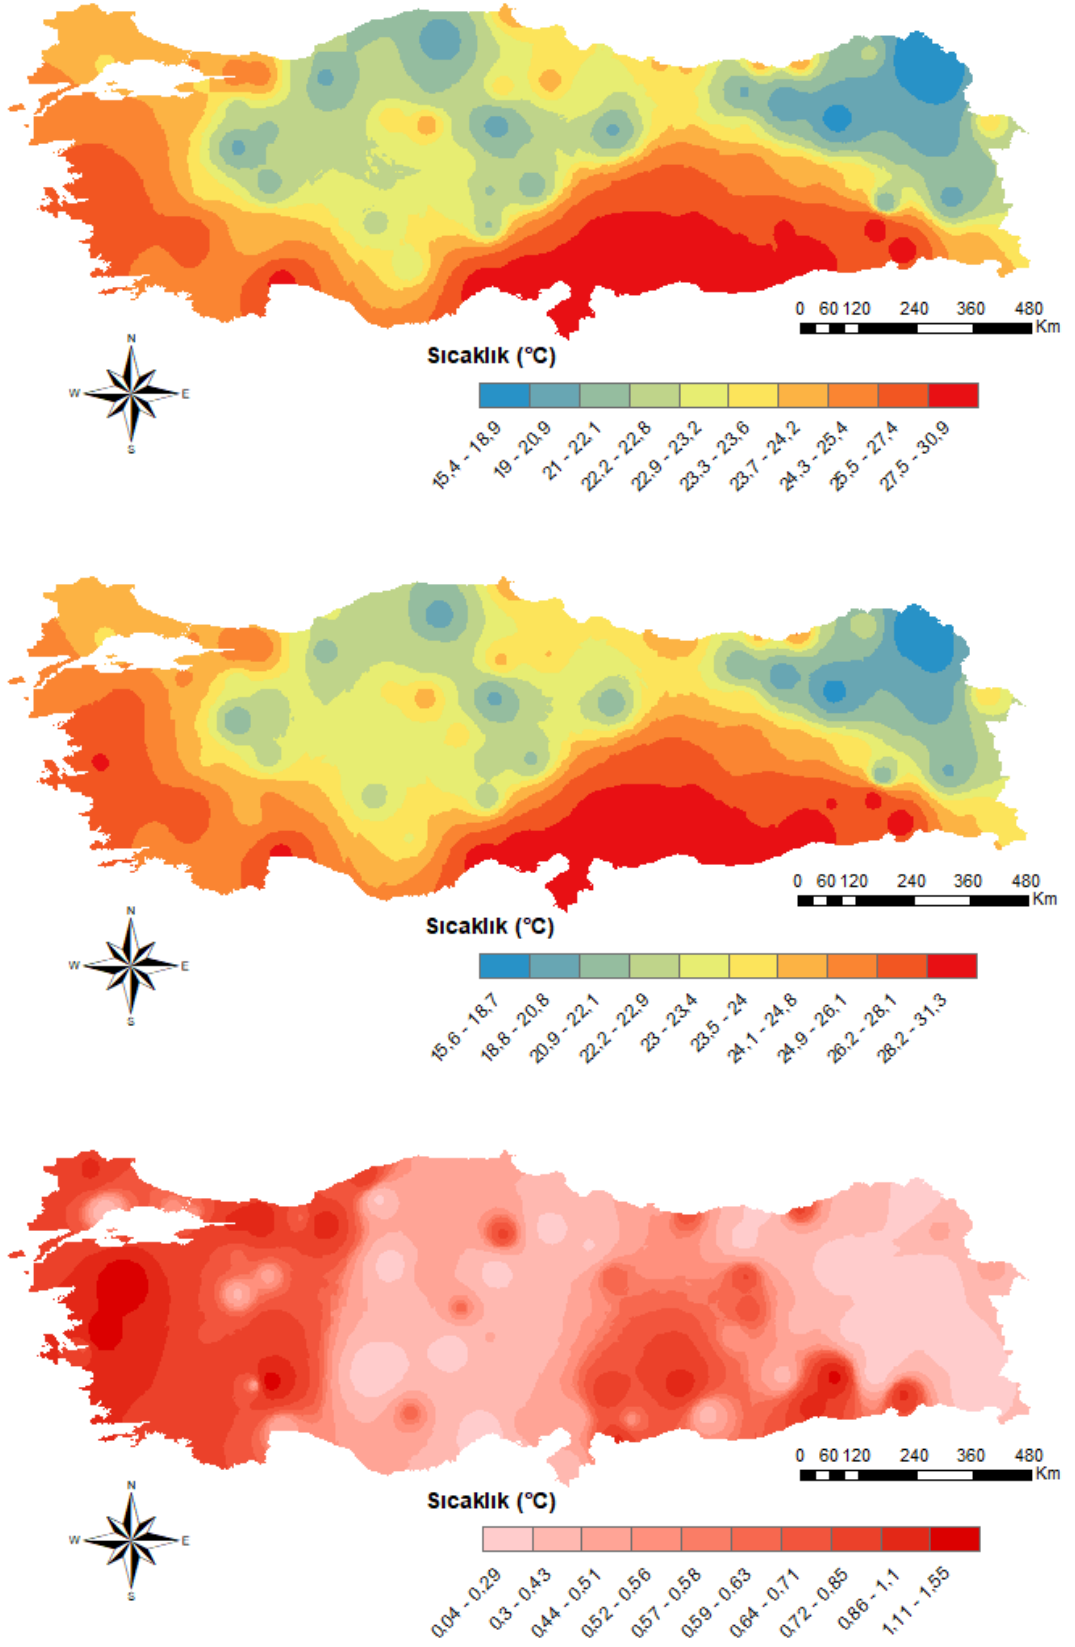 0 60 120 240 360 480
Km
N
W E
S
Sıcaklık (°C)
15,4 - 18,9
19 - 20,9
21 - 22,1
22,2 - 22,8
22,9 - 23,2
23,3 - 23,6
23,7 - 24,2
24,3 - 25,4
25,5 - 27,4
27,5 - 30,9
0 60 120 240 360 480
Km
N
W E
S
Sıcaklık (°C)
15,6 - 18,7
18,8 - 20,8
20,9 - 22,1
22,2 - 22,9
23 - 23,4
23,5 - 24
24,1 - 24,8
24,9 - 26,1
26,2 - 28,1
28,2 - 31,3
0 60 120 240 360 480
Km
N
W E
S
Sıcaklık (°C)
0,04 - 0,29
0,3 - 0,43
0,44 - 0,51
0,52 - 0,56
0,57 - 0,58
0,59 - 0,63
0,64 - 0,71
0,72 - 0,85
0,86 - 1,1
1,11 - 1,55